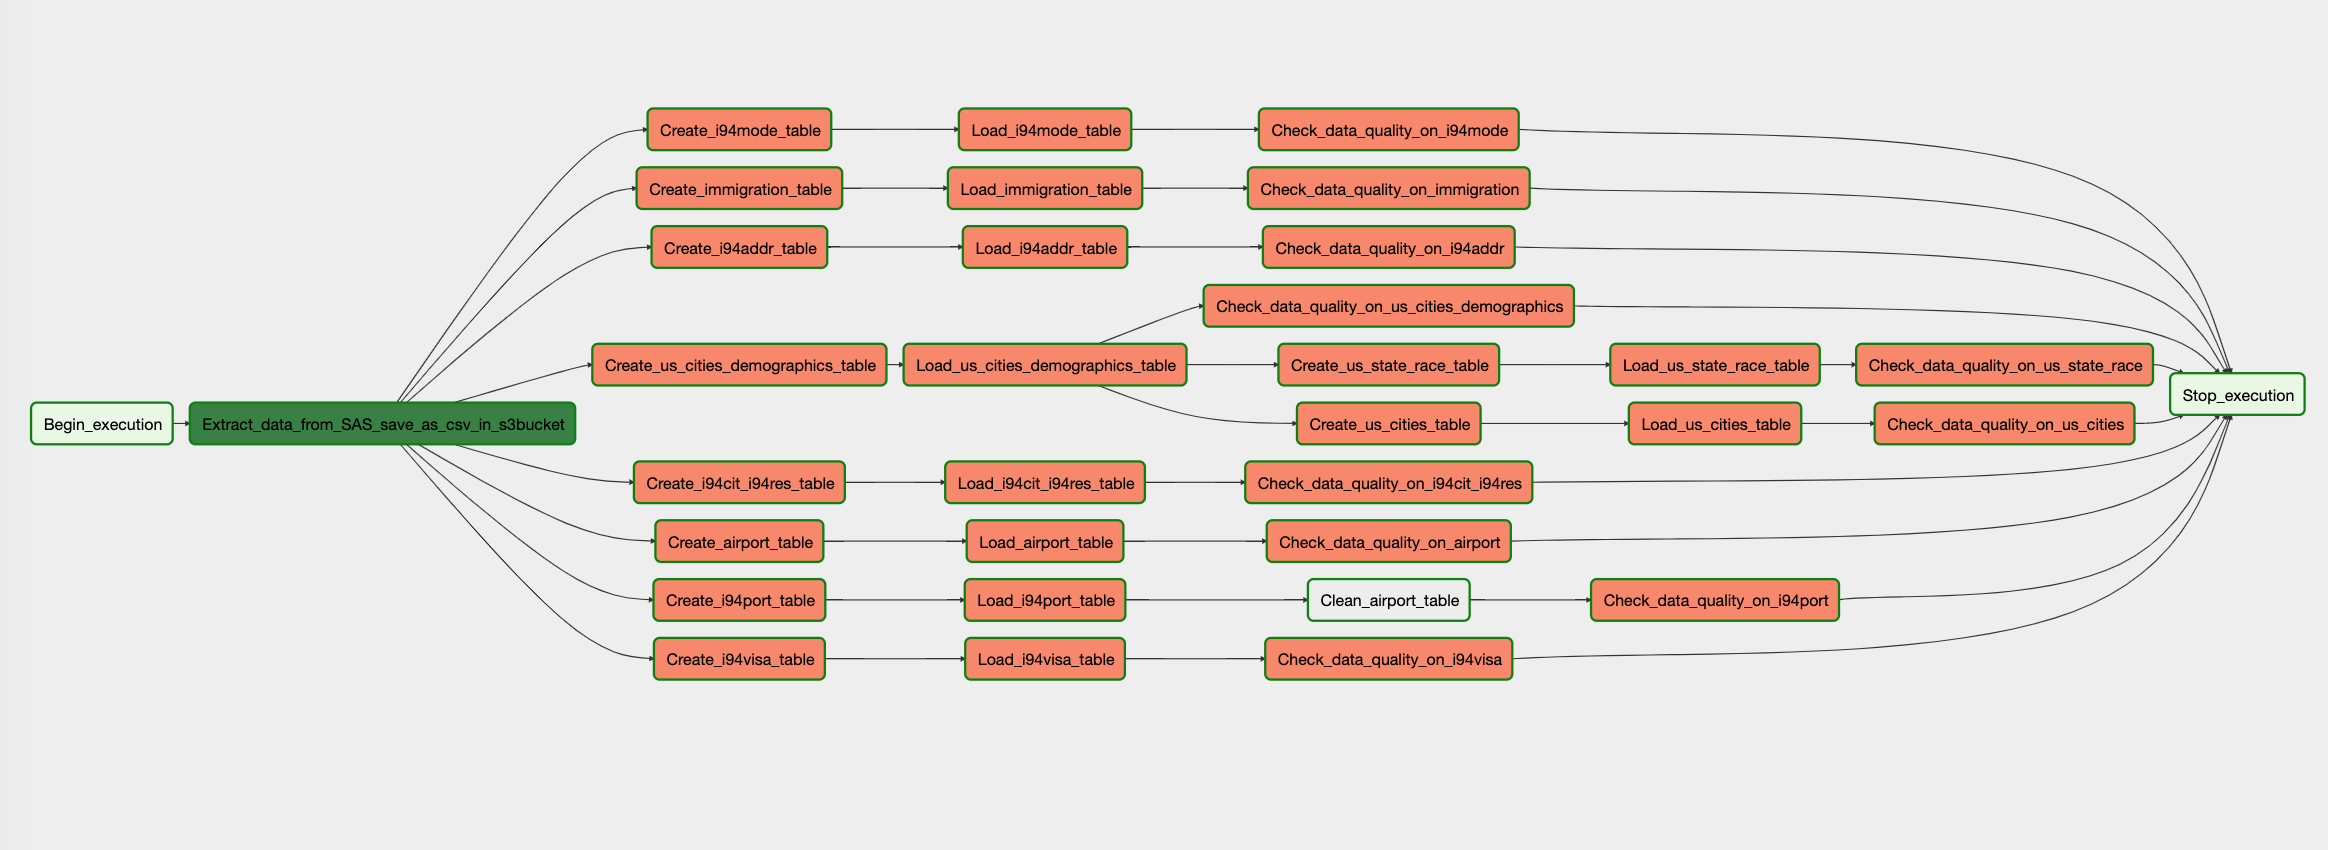 Create_i94mode_table
Load_i94mode_table
Check_data_quality_on_i94mode
Create_immigration_table
Load_immigration_table
Check_data_quality_on_immigration
Create_i94addr_table
Load_i94addr_table
Check_data_quality_on_i94addr
Check_data_quality_on_us_cities_demographics
Create_us_cities_demographics_table
Load_us_cities_demographics_table
Create_us_state_race_table
Load_us_state_race_table
Check_data_quality_on_us_state_race
Stop_execution
Begin_execution
Extract_data_from_SAS_save_as_csv_in_s3bucket
Create_us_cities_table
Load_us_cities_table
Check_data_quality_on_us_cities
Create_i94cit_i94res_table
Load_i94cit_i94res_table
Check_data_quality_on_i94cit_i94res
Create_airport_table
Load_airport_table
Check_data_quality_on_airport
Create_i94port_table
Load_i94port_table
Clean_airport_table
Check_data_quality_on_i94port
Create_i94visa_table
Load_i94visa_table
Check_data_quality_on_i94visa